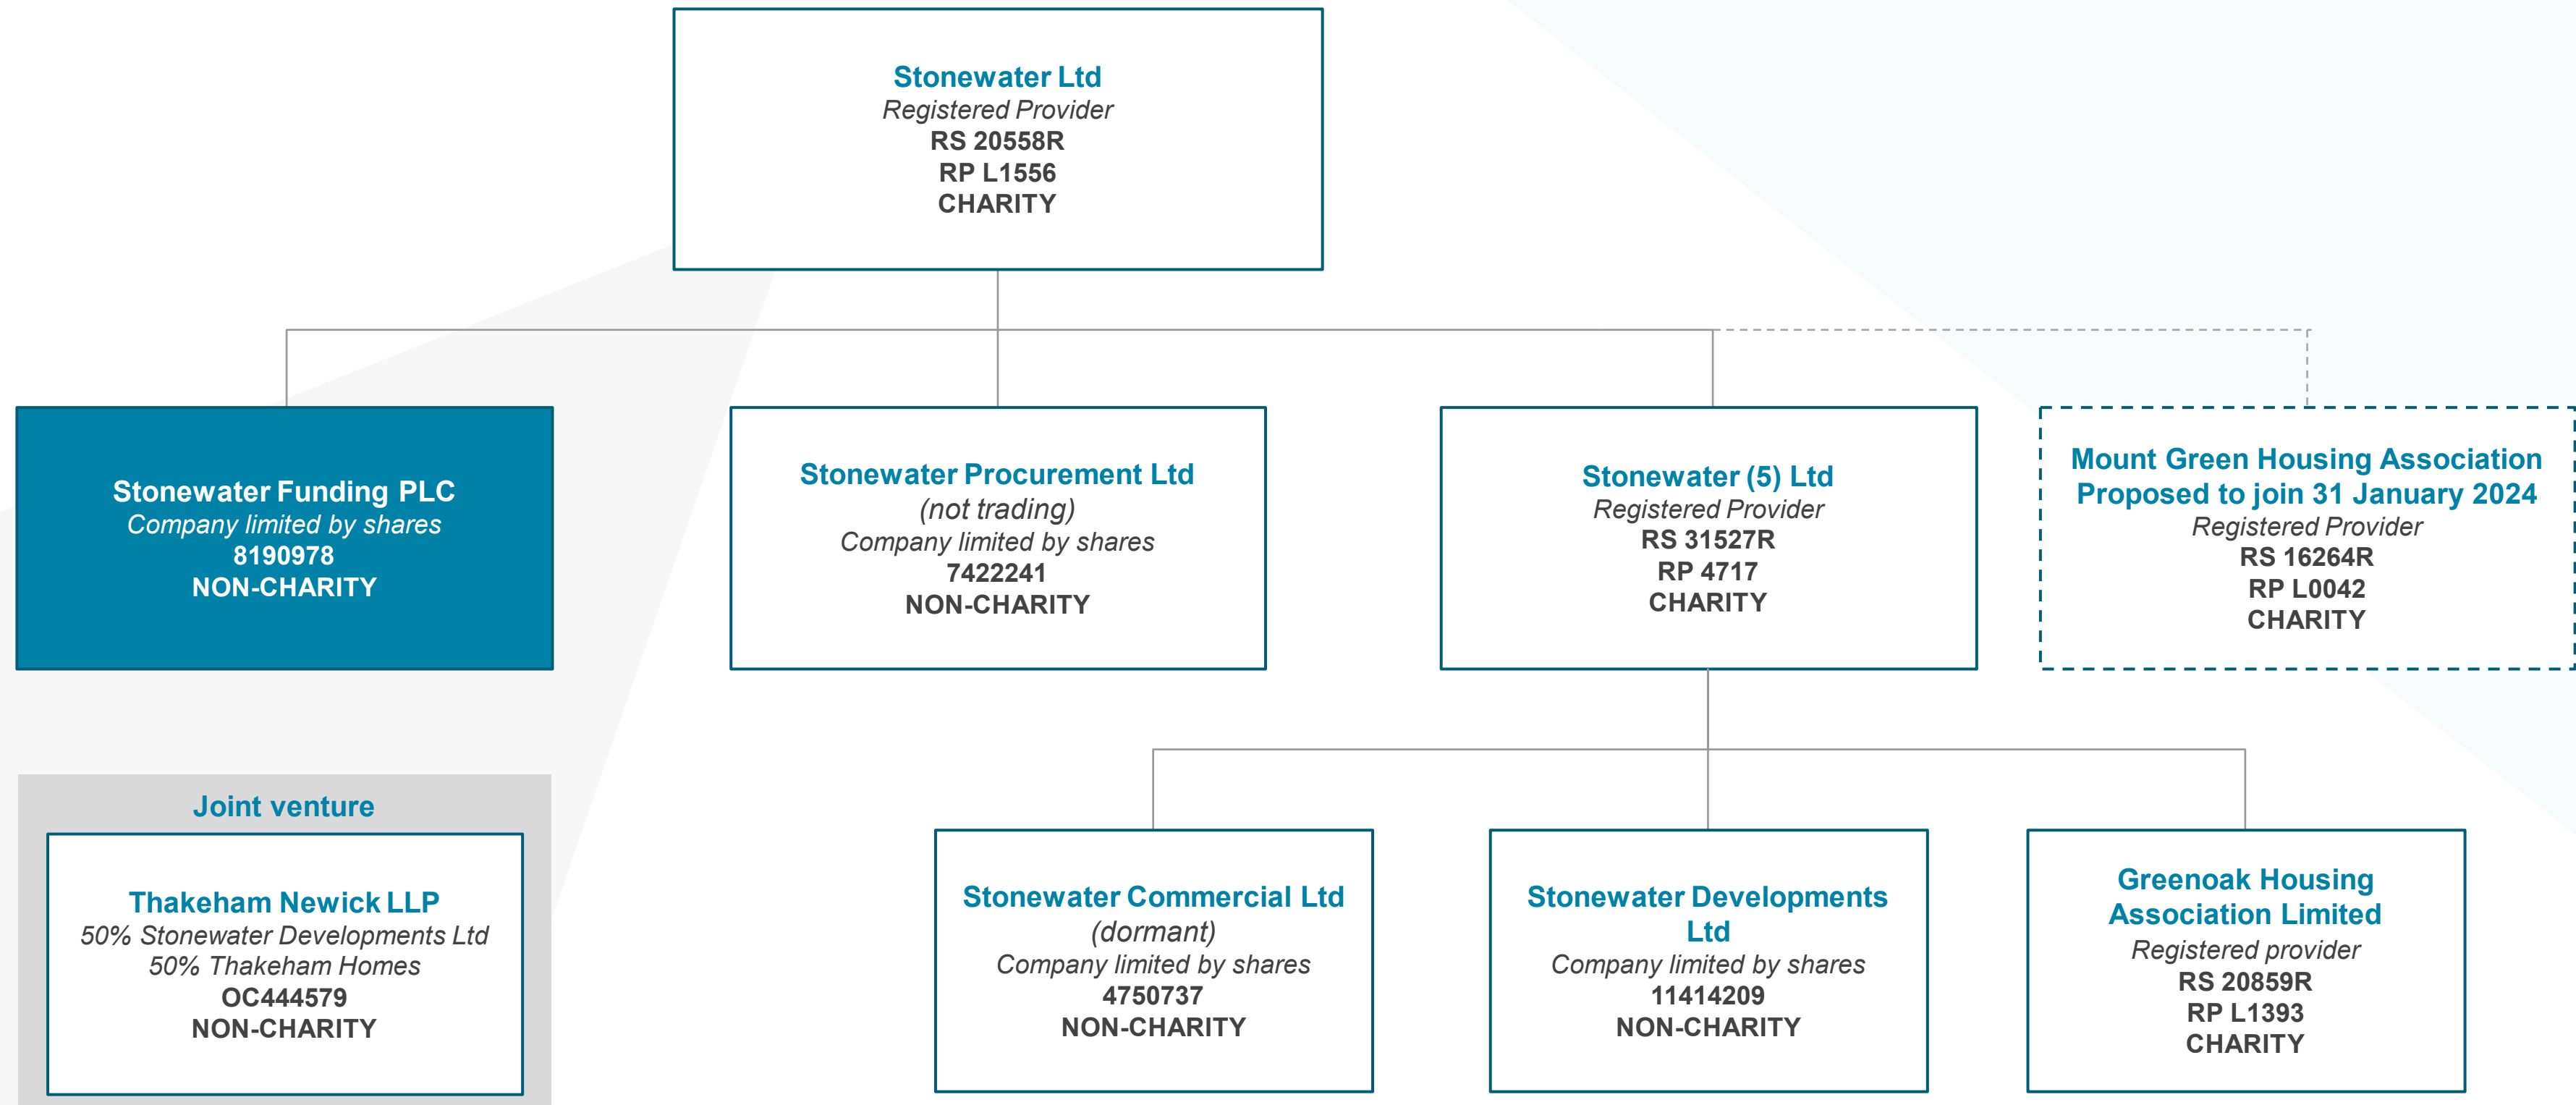 Stonewater Ltd
Registered Provider
RS 20558R
RP L1556
CHARITY
Stonewater Funding PLC
Company limited by shares
8190978
NON-CHARITY
Stonewater Procurement Ltd
(not trading)
Company limited by shares
7422241
NON-CHARITY
Stonewater (5) Ltd
Registered Provider
RS 31527R
RP 4717
CHARITY
Mount Green Housing Association
Proposed to join 31 January 2024
Registered Provider
RS 16264R
RP L0042
CHARITY
Joint venture
Thakeham Newick LLP
50% Stonewater Developments Ltd
50% Thakeham Homes
OC444579
NON-CHARITY
Stonewater Commercial Ltd
(dormant)
Company limited by shares
4750737
NON-CHARITY
Stonewater Developments
Ltd
Company limited by shares
11414209
NON-CHARITY
Greenoak Housing
Association Limited
Registered provider
RS 20859R
RP L1393
CHARITY